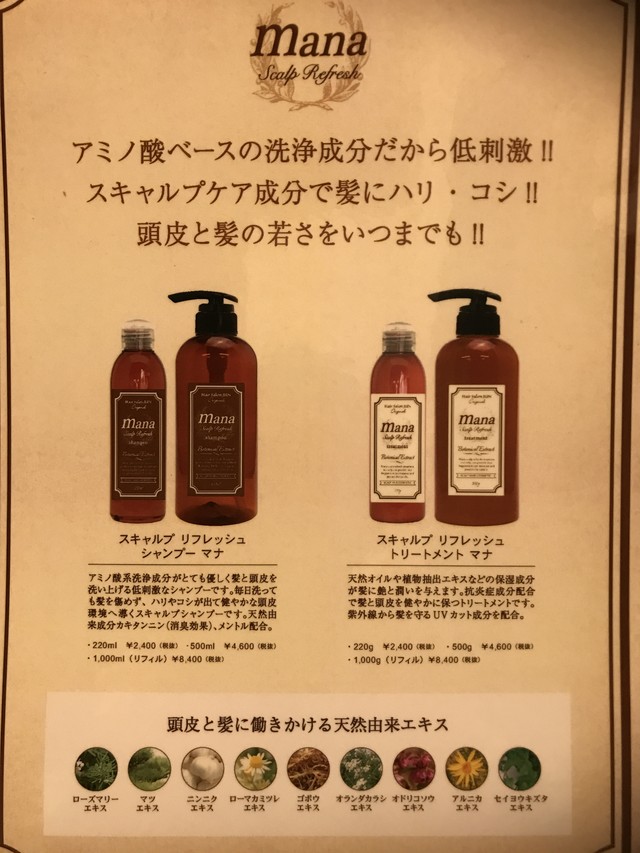 mana
Scalp Refresh
アミノ酸ベースの洗浄成分だから低刺激!!
スキャルプケア成分で髪にハリ・コシ!!
頭皮と髪の若さをいつまでも!!
mana
Scalp Refresh
mana
Scalp Refresh
mana
Scalp Refresh
treatment
Botanical Extract
mana
Scalp Refresh
treatment
Botanical Extract
スキャルプ リフレッシュ
シャンプー マナ
アミノ酸系洗浄成分がとても優しく髪と頭皮を
洗い上げる低刺激なシャンプーです。毎日洗って
も髪を傷めず、ハリやコシが出て健やかな頭皮
環境へ導くスキャルプシャンプーです。天然由
来成分カキタンニン(消臭効果)、メントル配合。
・220ml ¥2,400(税抜) ・500ml ¥4,600(税抜)
・1,000ml(リフィル)¥8,400(税抜)
スキャルプ リフレッシュ
トリートメント マナ
天然オイルや植物抽出エキスなどの保湿成分
が髪に艶と潤いを与えます。抗炎症成分配合
で髪と頭皮を健やかに保つトリートメントです。
紫外線から髪を守るUVカット成分を配合。
・220g ¥2,400(税抜) ・500g ¥4,600(税抜)
・1,000g(リフィル)¥8,400(税抜)
頭皮と髪に働きかける天然由来エキス
ローズマリー
エキス
マツ
エキス
ニンニク
エキス
ローマカミツレ
エキス
ゴボウ
エキス
オランダカラシ
エキス
オドリコソウ
エキス
アルニカ
エキス
セイヨウキズタ
エキス